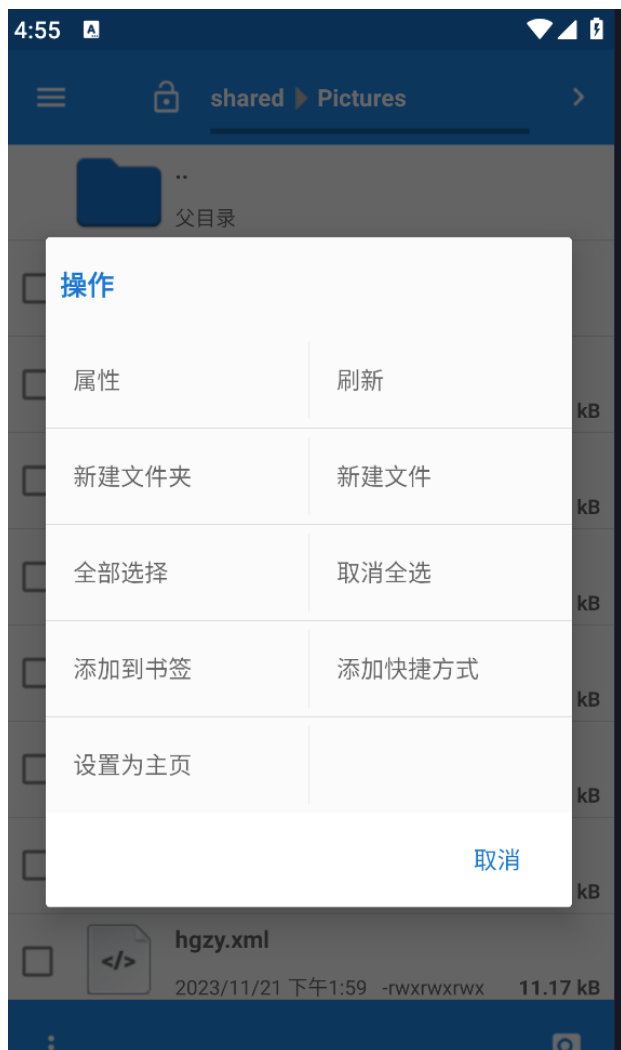 4:55
shared Pictures
..
父目录
操作
属性 刷新
kB
新建文件夹 新建文件
kB
全部选择 取消全选
kB
添加到书签 添加快捷方式
kB
设置为主页
kB
取消
kB
hgzy.xml
2023/11/21 下午1:59 -rwxrwxrwx 11.17 kB